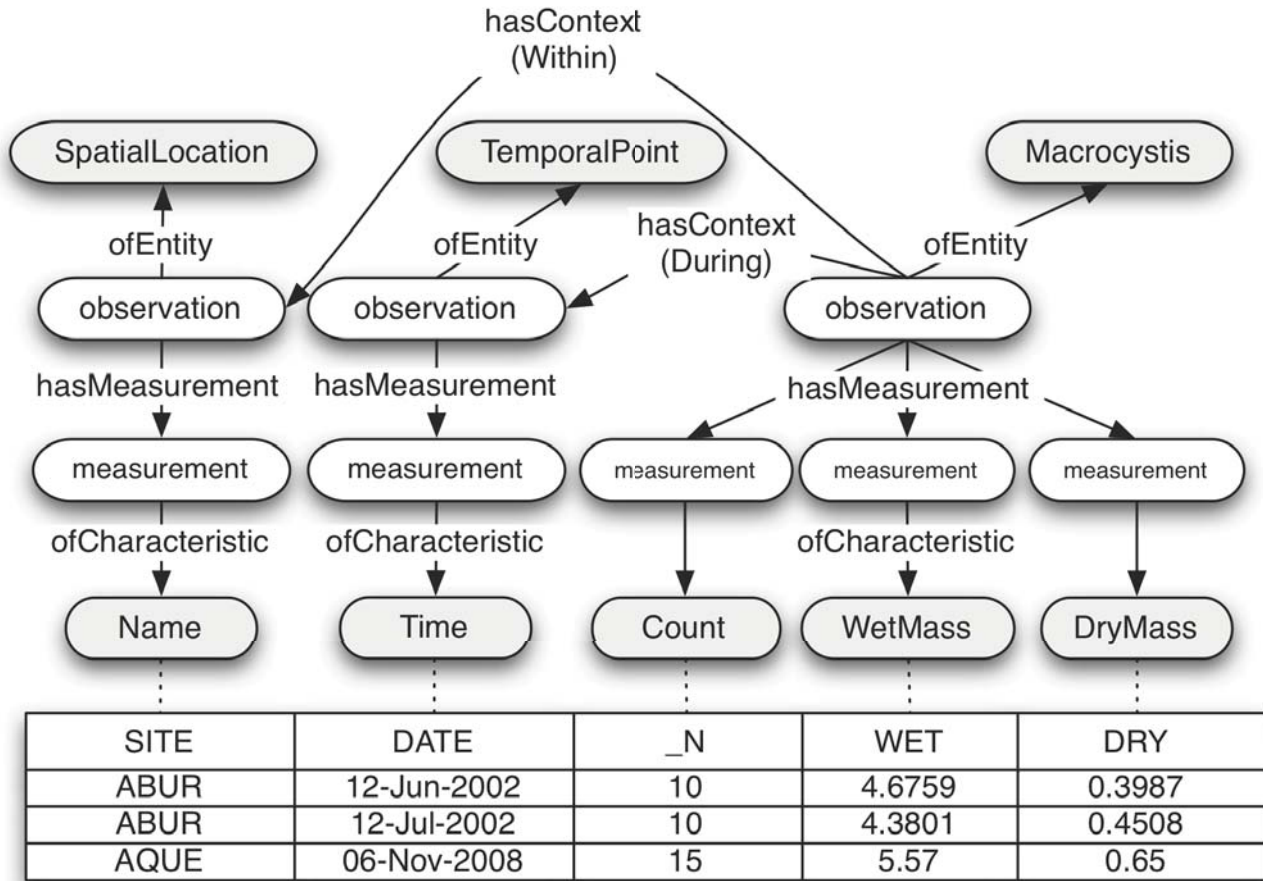 hasContext
(Within)
SpatialLocation
TemporalPoint
Macrocystis
ofEntity
ofEntity
hasContext
(During)
ofEntity
observation
observation
observation
hasMeasurement
hasMeasurement
hasMeasurement
measurement
measurement
measurement
measurement
measurement
ofCharacteristic
ofCharacteristic
ofCharacteristic
Name
Time
Count
WetMass
DryMass
SITE DATE _N WET DRY
ABUR 12-Jun-2002 10 4.6759 0.3987
ABUR 12-Jul-2002 10 4.3801 0.4508
AQUE 06-Nov-2008 15 5.57 0.65